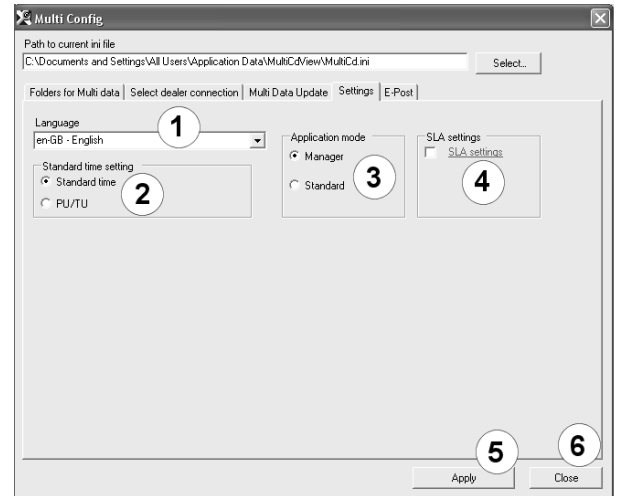 Multi Config
Path to current ini file
C:\Documents and Settings\All Users\Application Data\MultiCdView\MultiCd.ini
Select...
Folders for Multi data Select dealer connection Multi Data Update Settings E-Post
Language
1
en-GB - English
Standard time setting
Standard time
2
PU/TU
Application mode
Manager
3
Standard
SLA settings
SLA settings
4
5
6
Apply
Close